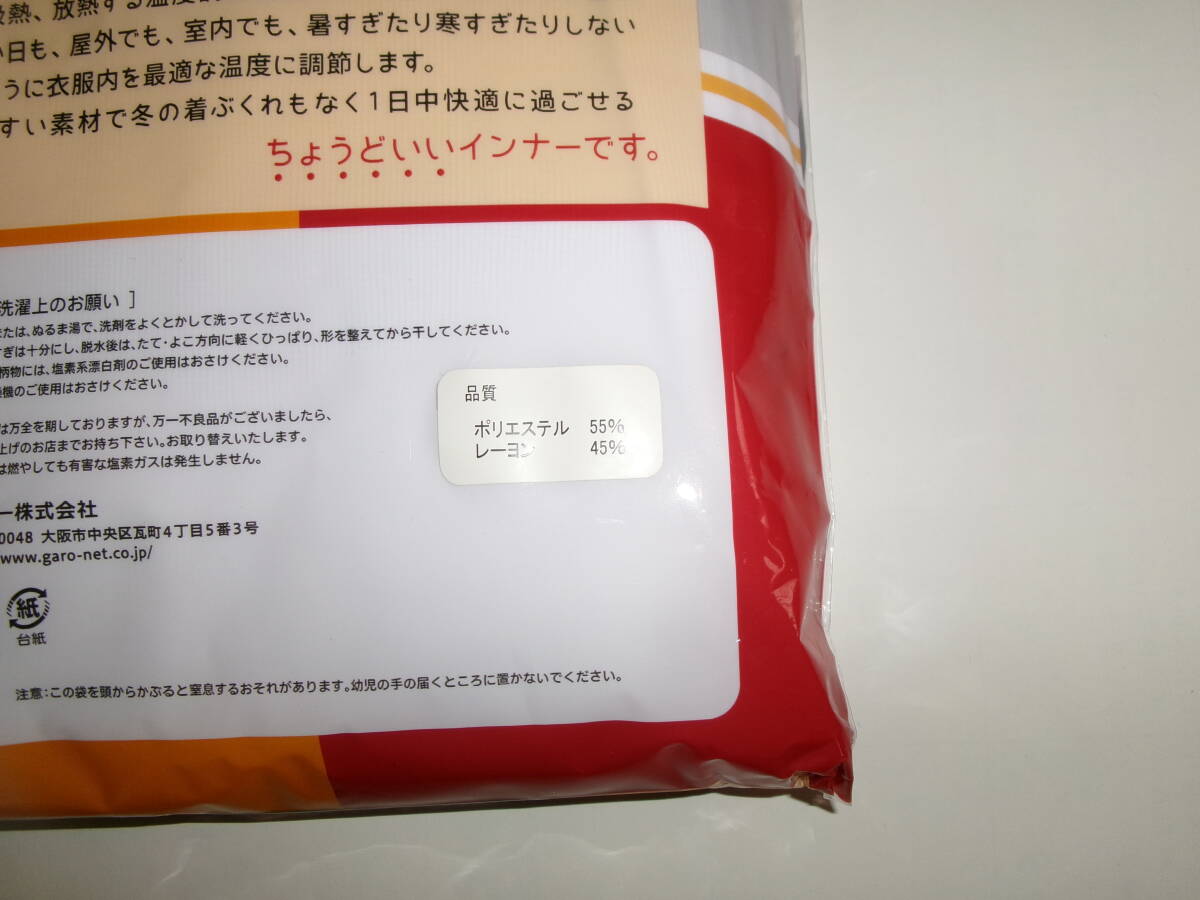 熱、放熱する温度
日も、屋外でも、室内でも、暑すぎたり寒すぎたりしない
うに衣服内を最適な温度に調節します。
すい素材で冬の着ぶくれもなく1日中快適に過ごせる
ちょうどいいインナーです。
洗濯上のお願い ]
たは、ぬるま湯で、洗剤をよくとかして洗ってください。
すぎは十分にし、脱水後は、たて・よこ方向に軽くひっぱり、形を整えてから干してください。
柄物には、塩素系漂白剤のご使用はおさけください。
機のご使用はおさけください。
は万全を期しておりますが、万一不良品がございましたら、
上げのお店までお持ち下さい。お取り替えいたします。
は燃やしても有害な塩素ガスは発生しません。
品質
ポリエステル 55%
レーヨン 45%
ー株式会社
0048 大阪市中央区瓦町4丁目5番3号
www.garo-net.co.jp/
紙
台紙
注意:この袋を頭からかぶると窒息するおそれがあります。幼児の手の届くところに置かないでください。